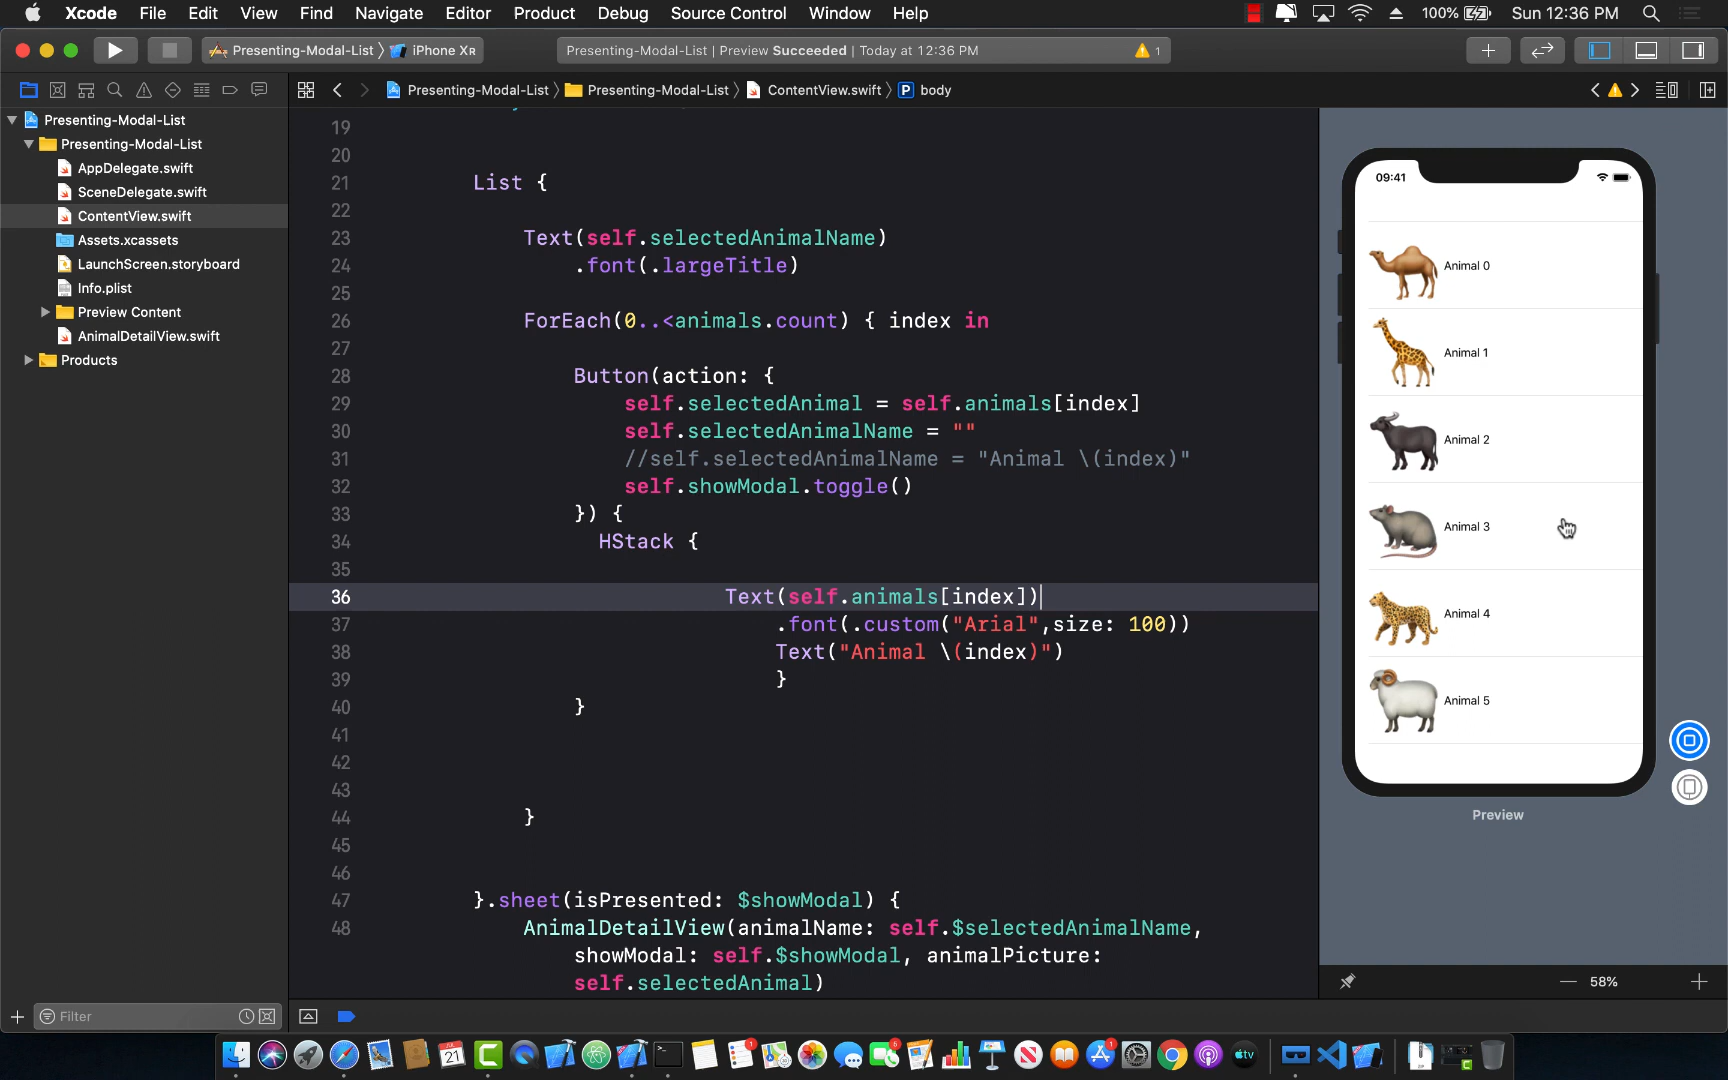 Xcode File Edit View Find Navigate Editor Product Debug Source Control Window Help 100% Sun 12:36 PM
Presenting-Modal-List iPhone XR Presenting-Modal-List | Preview Succeeded | Today at 12:36 PM 1
Presenting-Modal-List Presenting-Modal-List ContentView.swift P body
Presenting-Modal-List
Presenting-Modal-List
AppDelegate.swift
SceneDelegate.swift
ContentView.swift
Assets.xcassets
LaunchScreen.storyboard
Info.plist
Preview Content
AnimalDetailView.swift
Products
Filter
19
20
21 List {
22
23 Text(self.selectedAnimalName)
24 .font(.largeTitle)
25
26 ForEach(0..<animals.count) { index in
27
28 Button(action: {
29 self.selectedAnimal = self.animals[index]
30 self.selectedAnimalName = ""
31 //self.selectedAnimalName = "Animal \(index)"
32 self.showModal.toggle()
33 }) {
34 HStack {
35
36 Text(self.animals[index])
37 .font(.custom("Arial",size: 100))
38 Text("Animal \(index)")
39 }
40 }
41
42
43
44 }
45
46
47 }.sheet(isPresented: $showModal) {
48 AnimalDetailView(animalName: self.$selectedAnimalName,
showModal: self.$showModal, animalPicture:
self.selectedAnimal)
09:41
Animal 0
Animal 1
Animal 2
Animal 3
Animal 4
Animal 5
Preview
58%
21
1
6
1
tv